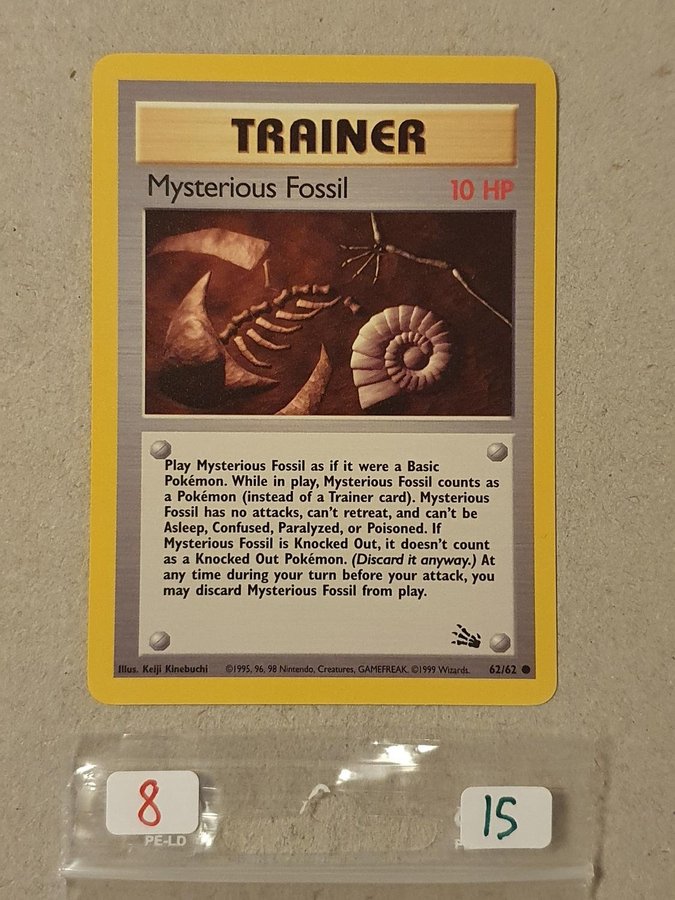 TRAINER
Mysterious Fossil 10 HP
Play Mysterious Fossil as if it were a Basic
Pokémon. While in play, Mysterious Fossil counts as
a Pokémon (instead of a Trainer card). Mysterious
Fossil has no attacks, can't retreat, and can't be
Asleep, Confused, Paralyzed, or Poisoned. If
Mysterious Fossil is Knocked Out, it doesn't count
as a Knocked Out Pokémon. (Discard it anyway.) At
any time during your turn before your attack, you
may discard Mysterious Fossil from play.
Illus. Keiji Kinebuchi ©1995, 96, 98 Nintendo, Creatures, GAMEFREAK. ©1999 Wizards. 62/62
8 15
PE-LD